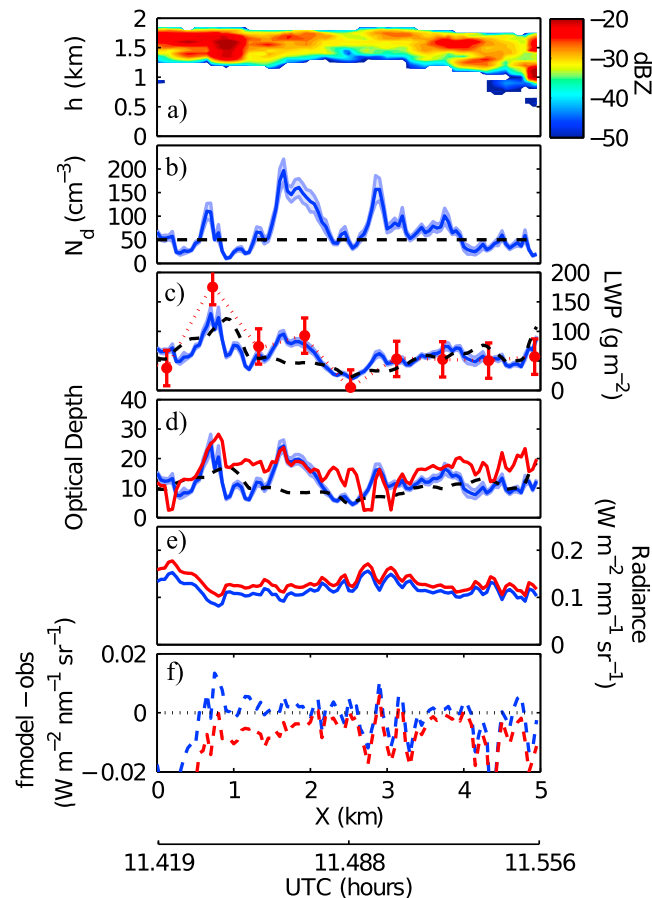 2
1.5
1
0.5
0
h (km)
a)
−20
−30
−40
−50
dBZ
200
150
100
50
0
N_d (cm⁻³)
b)
c)
200
150
100
50
0
LWP (g m⁻²)
40
30
20
10
0
Optical Depth
d)
e)
0.2
0.1
0
Radiance
(W m⁻² nm⁻¹ sr⁻¹)
0.02
0
−0.02
fmodel −obs
(W m⁻² nm⁻¹ sr⁻¹)
f)
0 1 2 3 4 5
X (km)
11.419 11.488 11.556
UTC (hours)